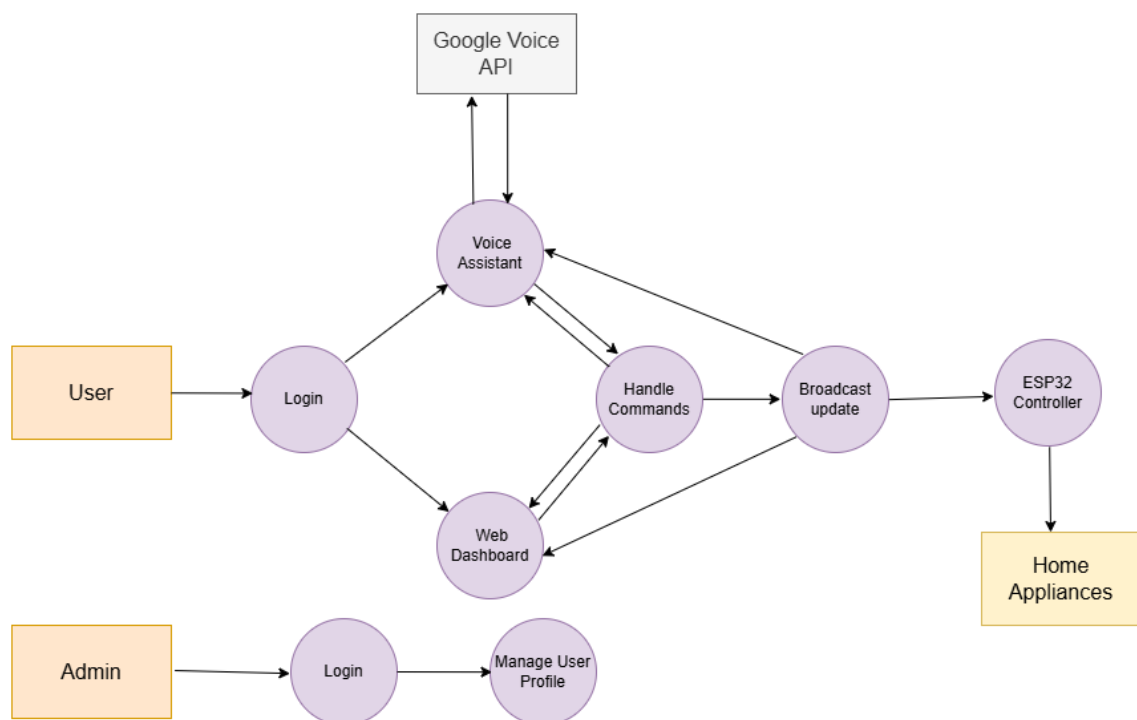 Google Voice
API
Voice
Assistant
User
Login
Handle
Commands
Broadcast
update
ESP32
Controller
Web
Dashboard
Home
Appliances
Admin
Login
Manage User
Profile